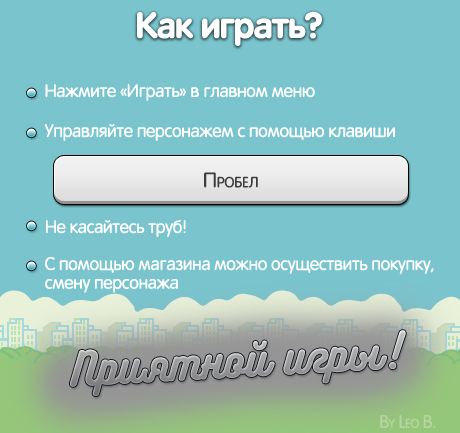 Как играть?
Нажмите «Играть» в главном меню
Управляйте персонажем с помощью клавиши
Пробел
Не касайтесь труб!
С помощью магазина можно осуществить покупку,
смену персонажа
Приятной игры!
By Leo B.